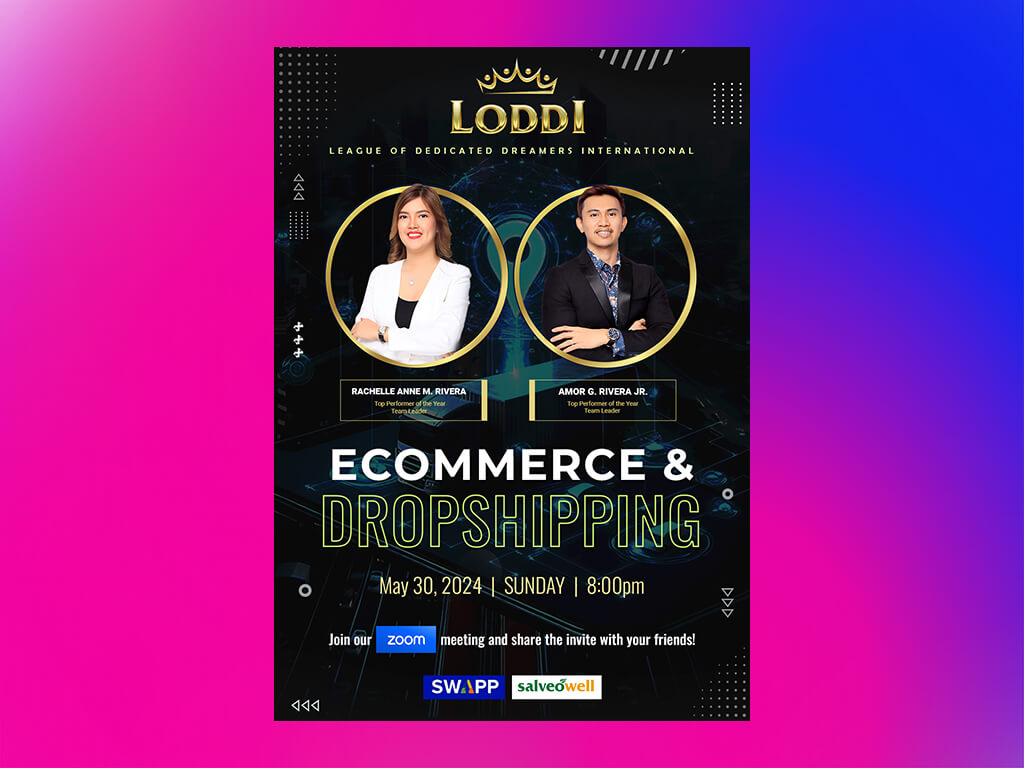 LODDI
LEAGUE OF DEDICATED DREAMERS INTERNATIONAL
RACHELLE ANNE M. RIVERA
Top Performer of the Year
Team Leader
AMOR G. RIVERA JR.
Top Performer of the Year
Team Leader
ECOMMERCE &
DROPSHIPPING
May 30, 2024 | SUNDAY | 8:00pm
Join our zoom meeting and share the invite with your friends!
SWAPP salveowell